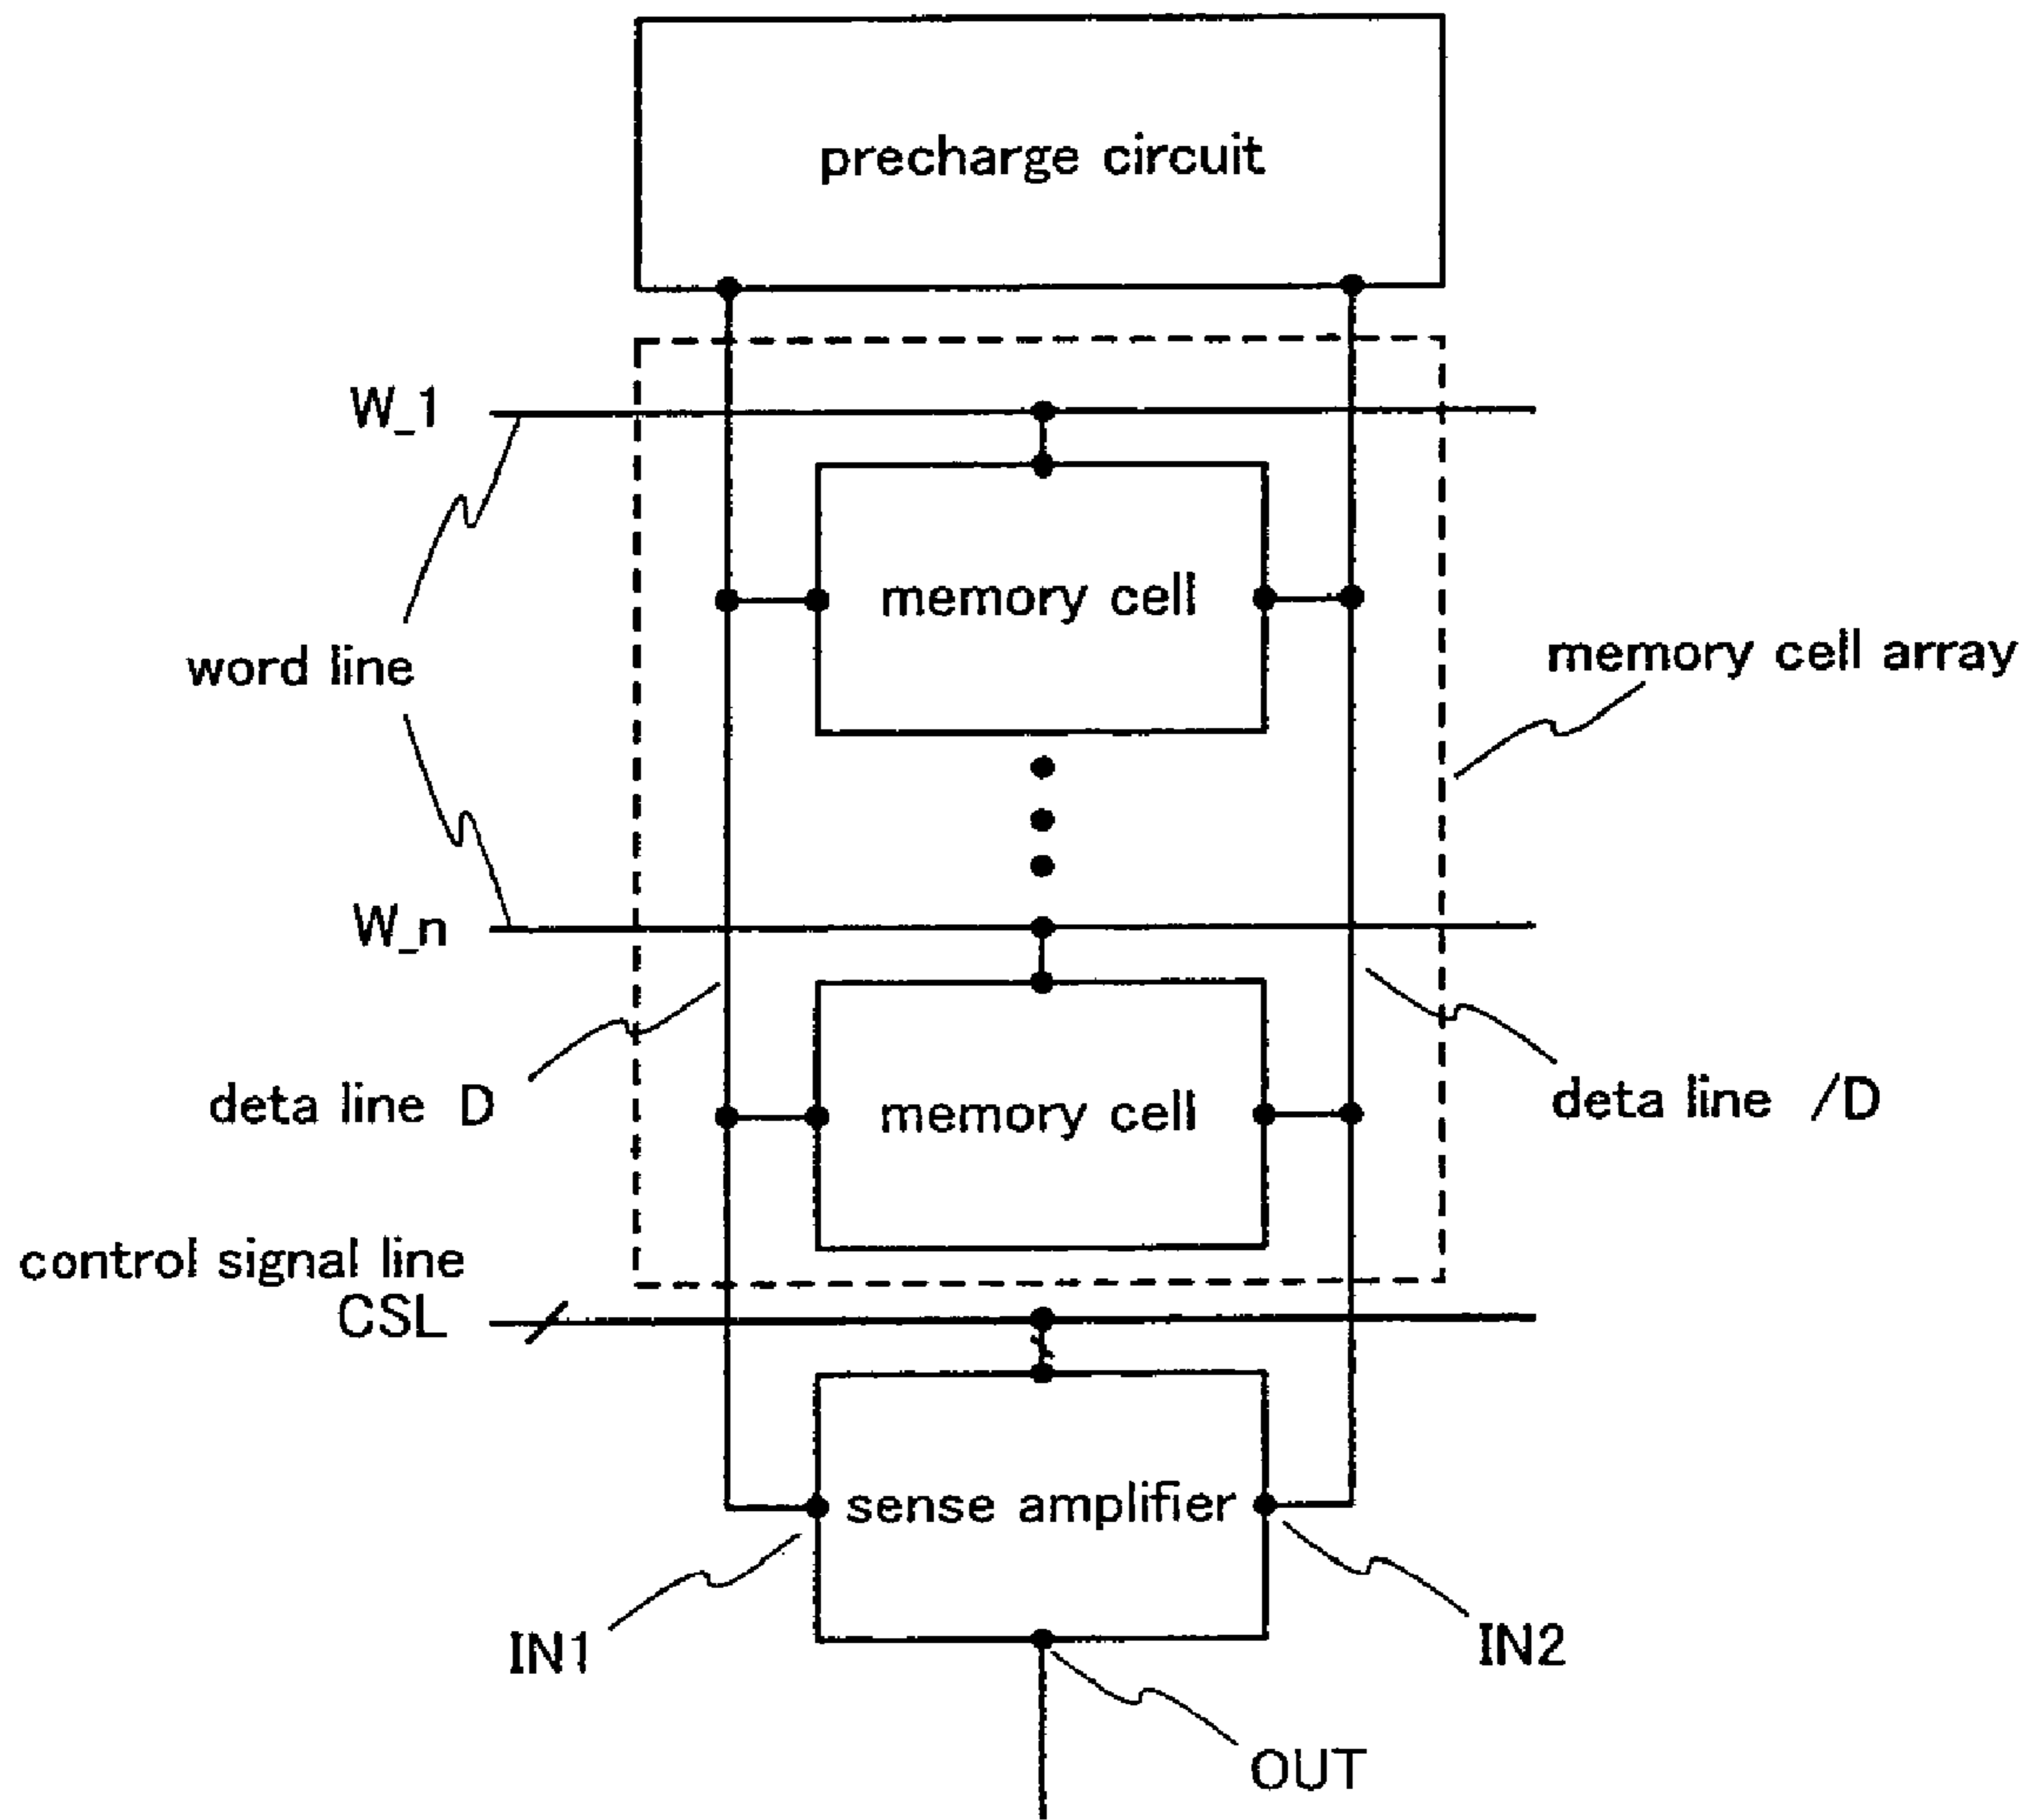 precharge circuit
W_1
memory cell
word line
memory cell array
W_n
deta line D
memory cell
deta line /D
control signal line
CSL
sense amplifier
IN1
IN2
OUT